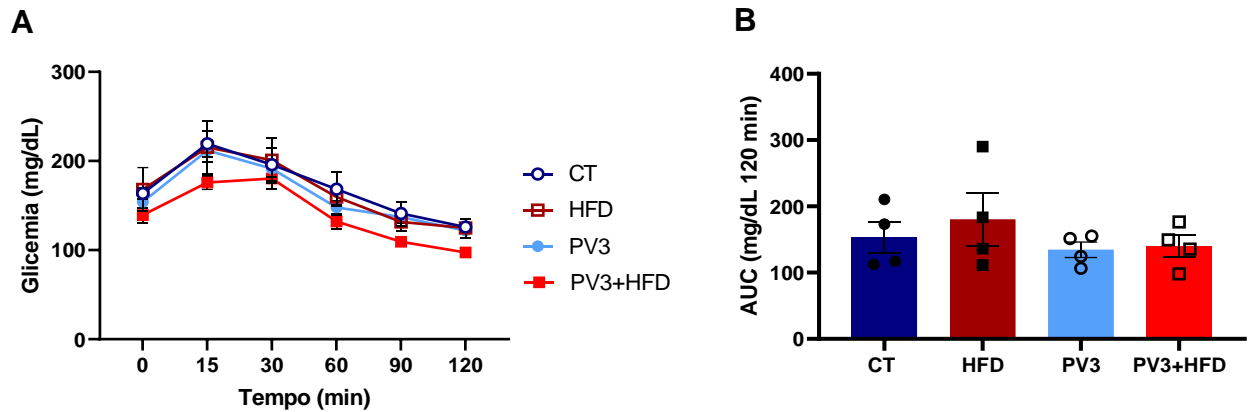 A
Glicemia (mg/dL)
300
200
100
0
0 15 30 60 90 120
Tempo (min)
CT
HFD
PV3
PV3+HFD
B
AUC (mg/dL 120 min)
400
300
200
100
0
CT HFD PV3 PV3+HFD